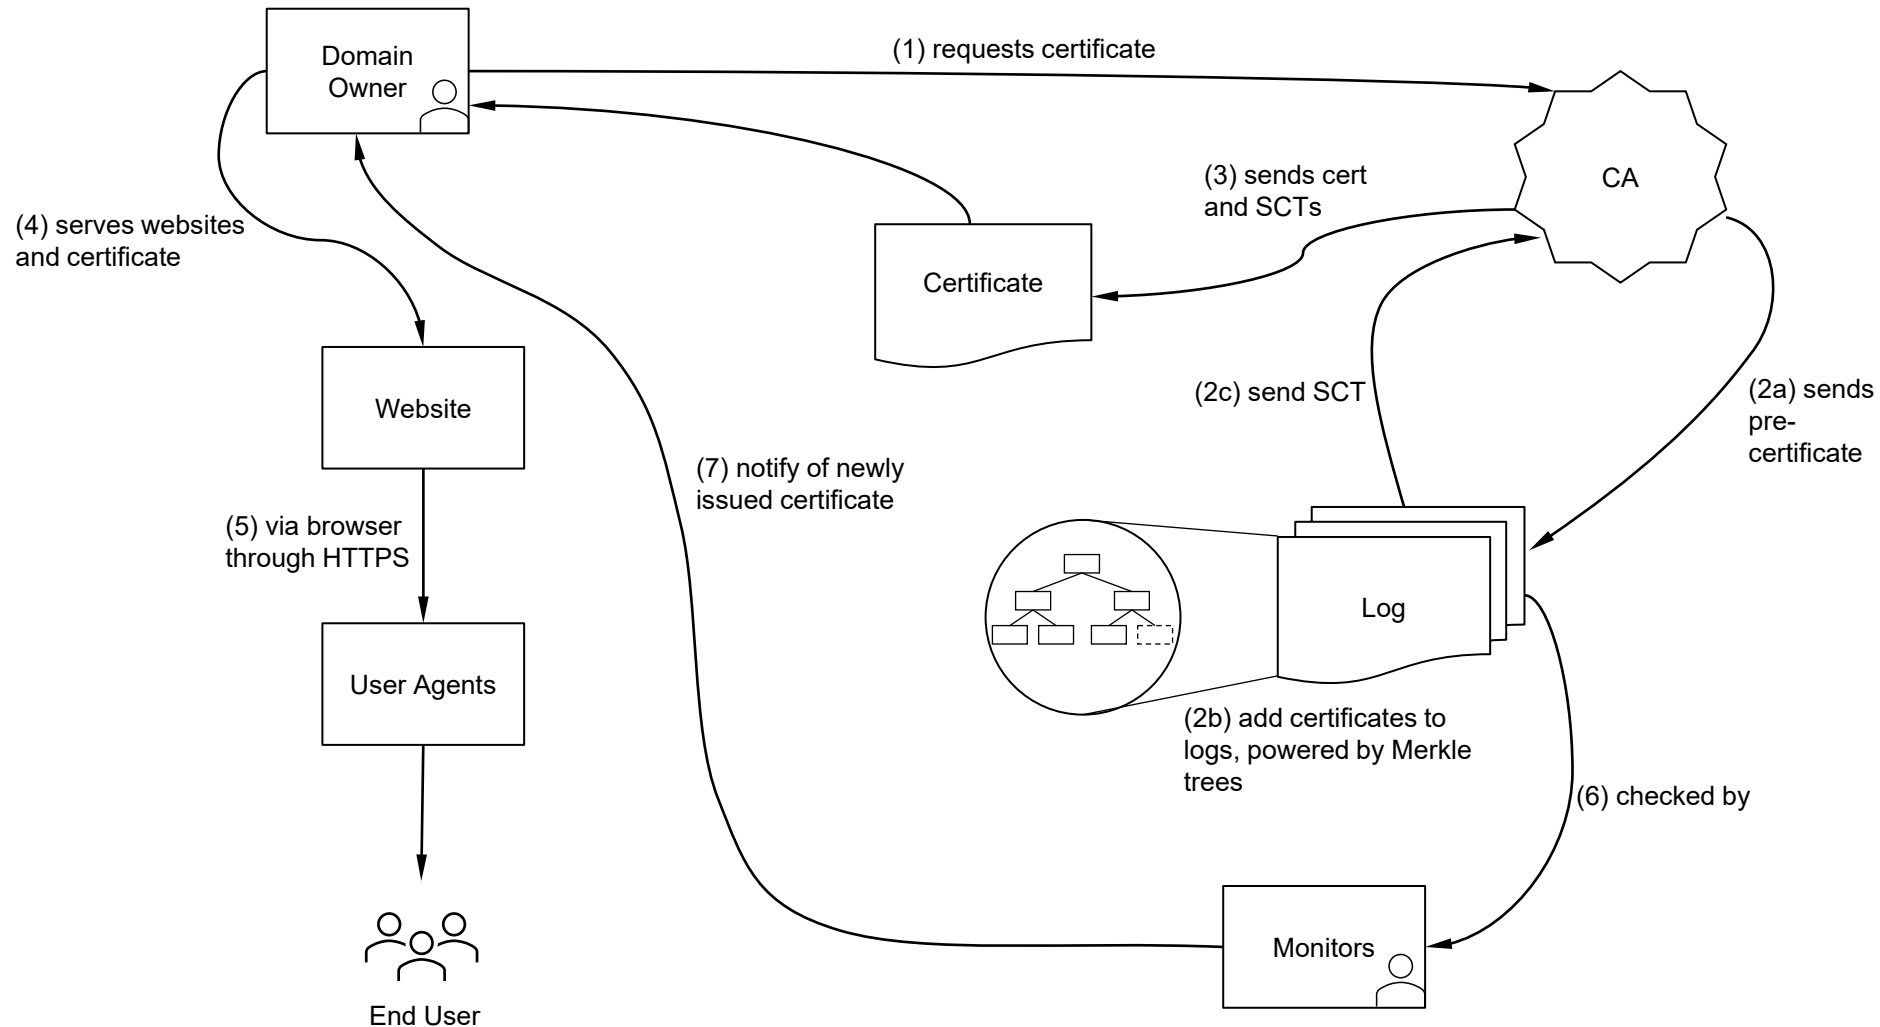 Domain
Owner
(1) requests certificate
CA
(3) sends cert
and SCTs
(4) serves websites
and certificate
Certificate
(2c) send SCT
(2a) sends
pre-
certificate
Website
(7) notify of newly
issued certificate
(5) via browser
through HTTPS
Log
User Agents
(2b) add certificates to
logs, powered by Merkle
trees
(6) checked by
Monitors
End User